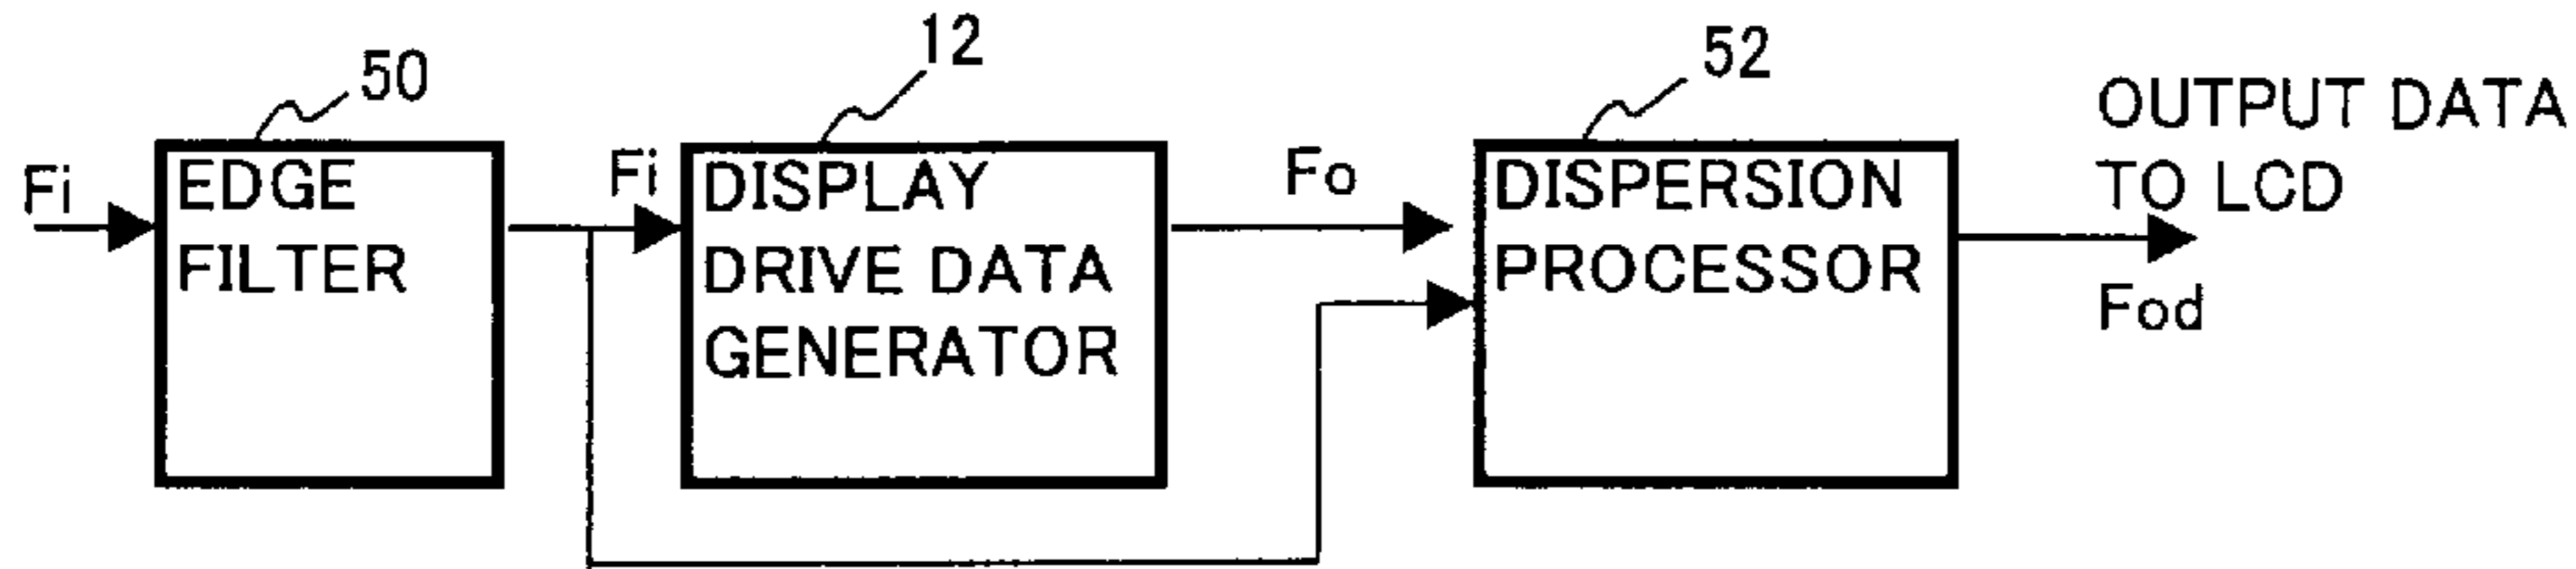 50
12
52
Fi
EDGE
FILTER
Fi
DISPLAY
DRIVE DATA
GENERATOR
Fo
DISPERSION
PROCESSOR
OUTPUT DATA
TO LCD
Fod